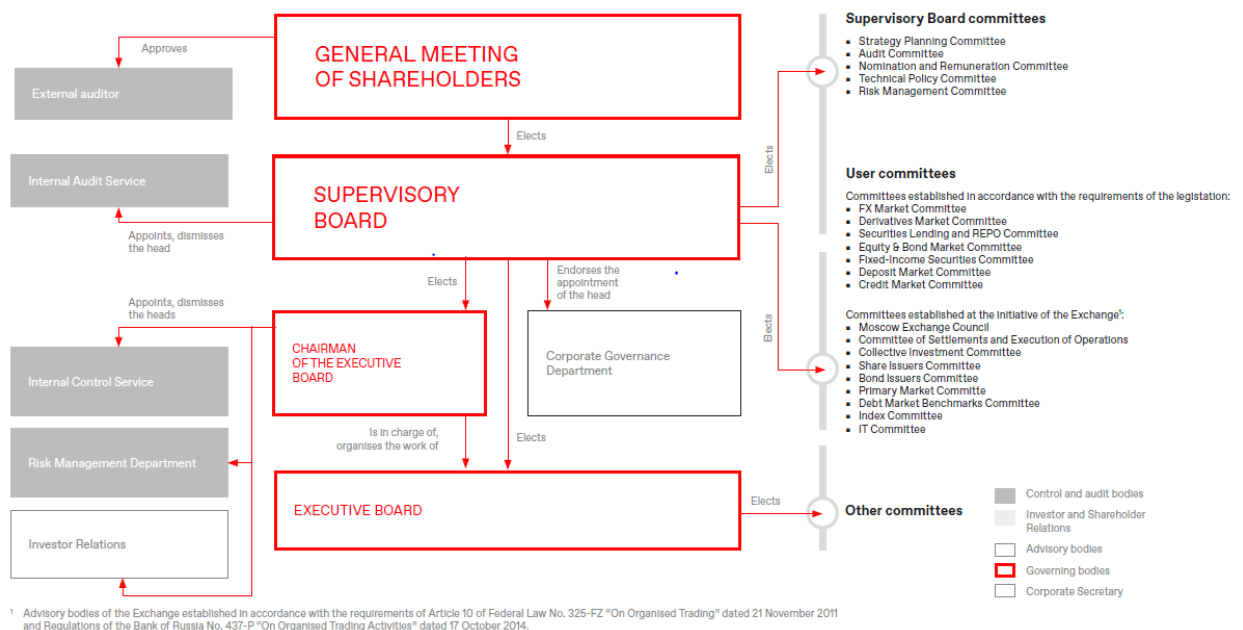 Approves
GENERAL MEETING
OF SHAREHOLDERS
External auditor
Elects
Internal Audit Service
SUPERVISORY
BOARD
Appoints, dismisses
the head
Elects
Endorses the
appointment
of the head
Appoints, dismisses
the heads
CHAIRMAN
OF THE EXECUTIVE
BOARD
Corporate Governance
Department
Internal Control Service
Is in charge of,
organises the work of
Elects
Risk Management Department
EXECUTIVE BOARD
Investor Relations
Elects
Elects
Elects
Supervisory Board committees
▪ Strategy Planning Committee
▪ Audit Committee
▪ Nomination and Remuneration Committee
▪ Technical Policy Committee
▪ Risk Management Committee
User committees
Committees established in accordance with the requirements of the legistation:
▪ FX Market Committee
▪ Derivatives Market Committee
▪ Securities Lending and REPO Committee
▪ Equity & Bond Market Committee
▪ Fixed-Income Securities Committee
▪ Deposit Market Committee
▪ Credit Market Committee
Committees established at the initiative of the Exchange¹:
▪ Moscow Exchange Council
▪ Committee of Settlements and Execution of Operations
▪ Collective Investment Committee
▪ Share Issuers Committee
▪ Bond Issuers Committee
▪ Primary Market Committe
▪ Debt Market Benchmarks Committee
▪ Index Committee
▪ IT Committee
Other committees
Control and audit bodies
Investor and Shareholder
Relations
Advisory bodies
Governing bodies
Corporate Secretary
¹ Advisory bodies of the Exchange established in accordance with the requirements of Article 10 of Federal Law No. 325-FZ "On Organised Trading" dated 21 November 2011
and Regulations of the Bank of Russia No. 437-P "On Organised Trading Activities" dated 17 October 2014.